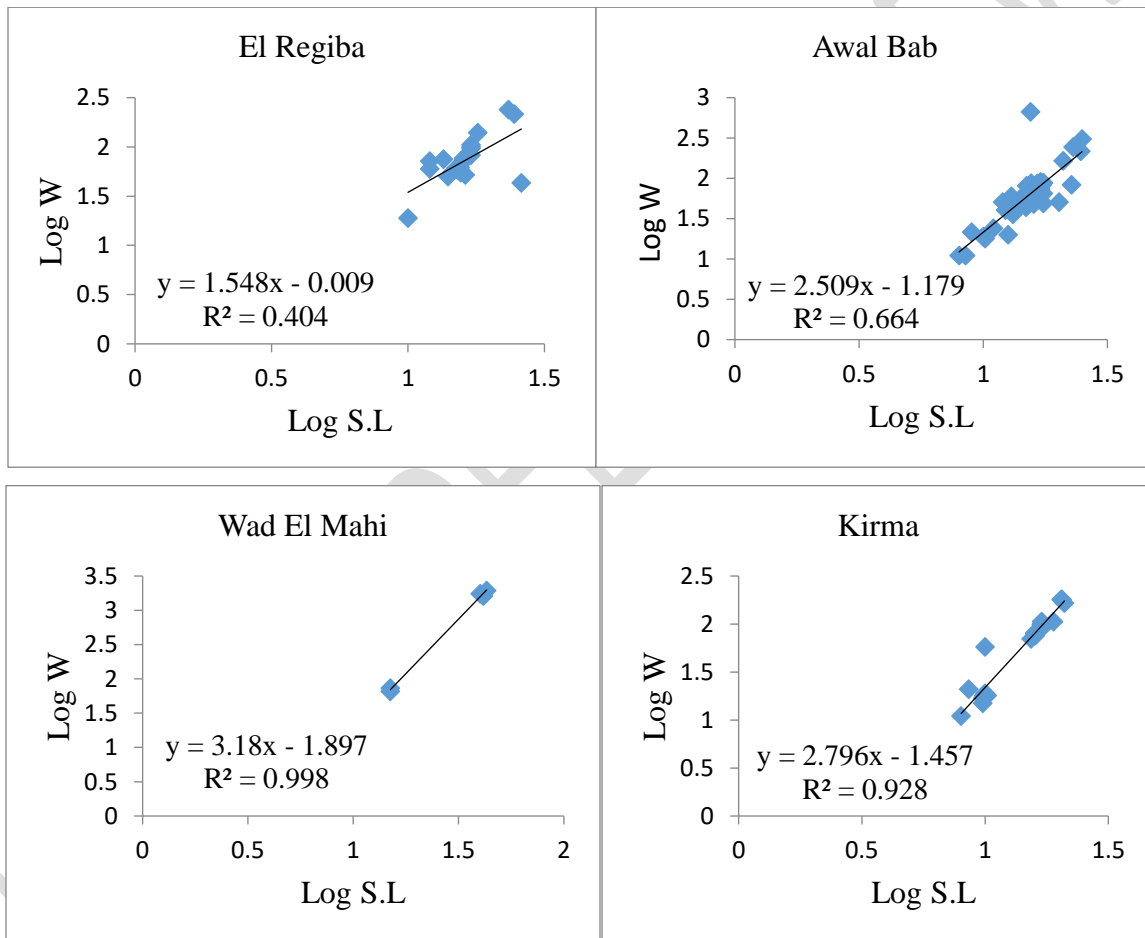 El Regiba
Log W
2.5
2
1.5
1
0.5
0
y = 1.548x - 0.009
R² = 0.404
0 0.5 1 1.5
Log S.L
Awal Bab
Log W
3
2.5
2
1.5
1
0.5
0
y = 2.509x - 1.179
R² = 0.664
0 0.5 1 1.5
Log S.L
Wad El Mahi
Log W
3.5
3
2.5
2
1.5
1
0.5
0
y = 3.18x - 1.897
R² = 0.998
0 0.5 1 1.5 2
Log S.L
Kirma
Log W
2.5
2
1.5
1
0.5
0
y = 2.796x - 1.457
R² = 0.928
0 0.5 1 1.5
Log S.L